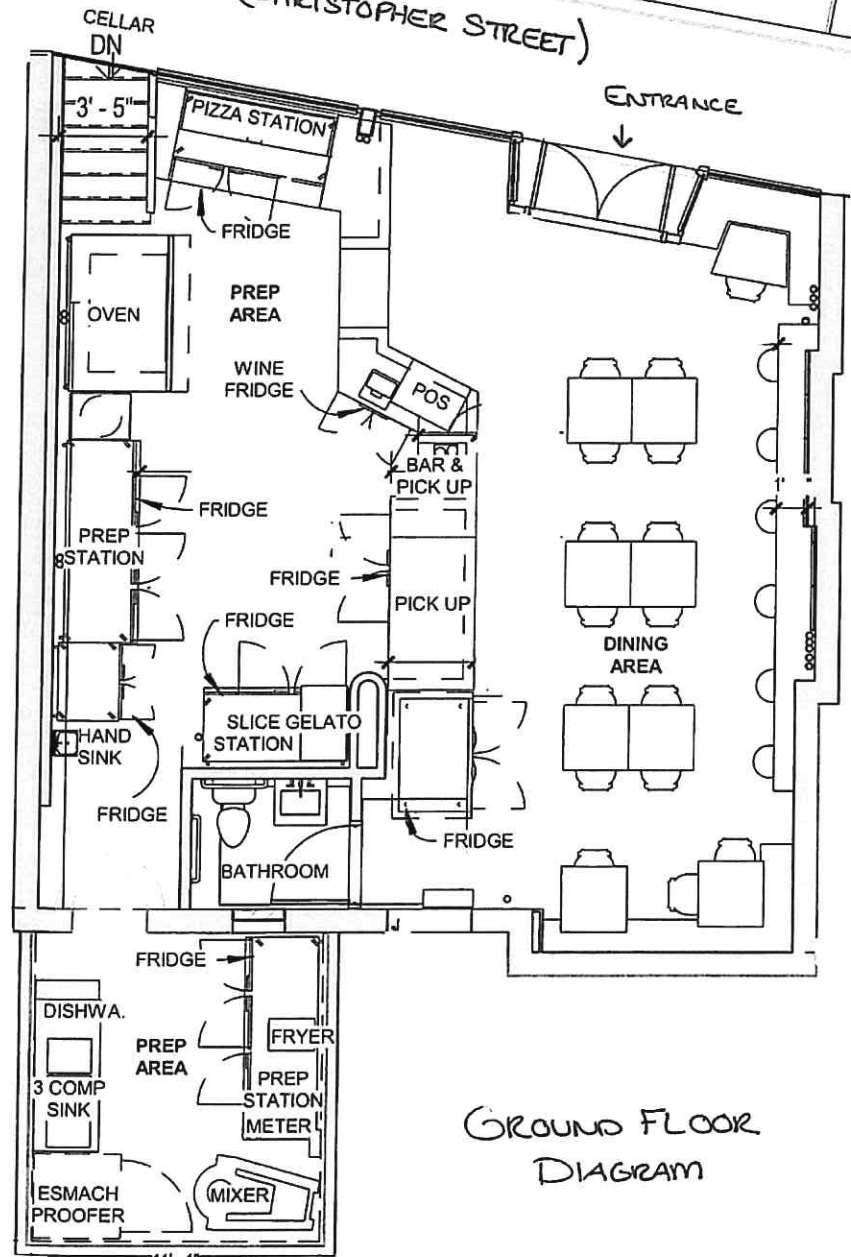 CHRISTOPHER STREET)
CELLAR
DN
ENTRANCE
3' - 5"
PIZZA STATION
FRIDGE
OVEN
PREP
AREA
WINE
FRIDGE
POS
BAR &
PICK UP
FRIDGE
PREP
STATION
FRIDGE
PICK UP
FRIDGE
DINING
AREA
SLICE GELATO
STATION
HAND
SINK
FRIDGE
FRIDGE
BATHROOM
FRIDGE
DISHWA.
FRYER
PREP
AREA
3 COMP
SINK
PREP
STATION
METER
GROUND FLOOR
DIAGRAM
ESMACH
PROOFER
MIXER